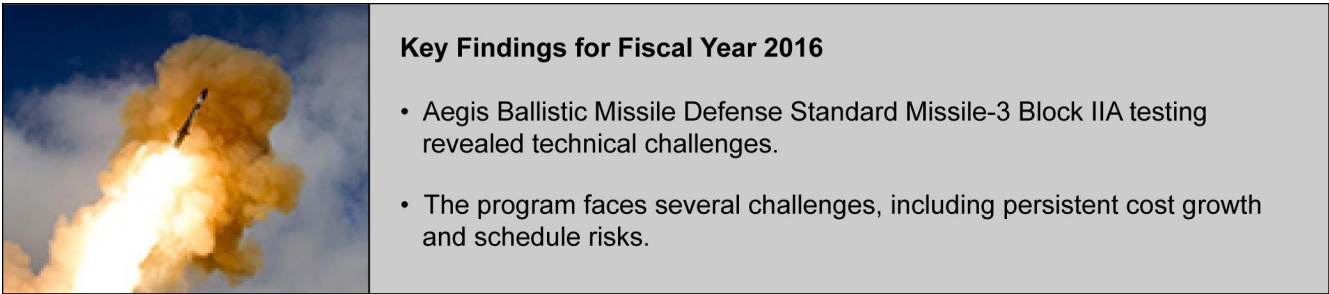 Key Findings for Fiscal Year 2016
• Aegis Ballistic Missile Defense Standard Missile-3 Block IIA testing
revealed technical challenges.
• The program faces several challenges, including persistent cost growth
and schedule risks.